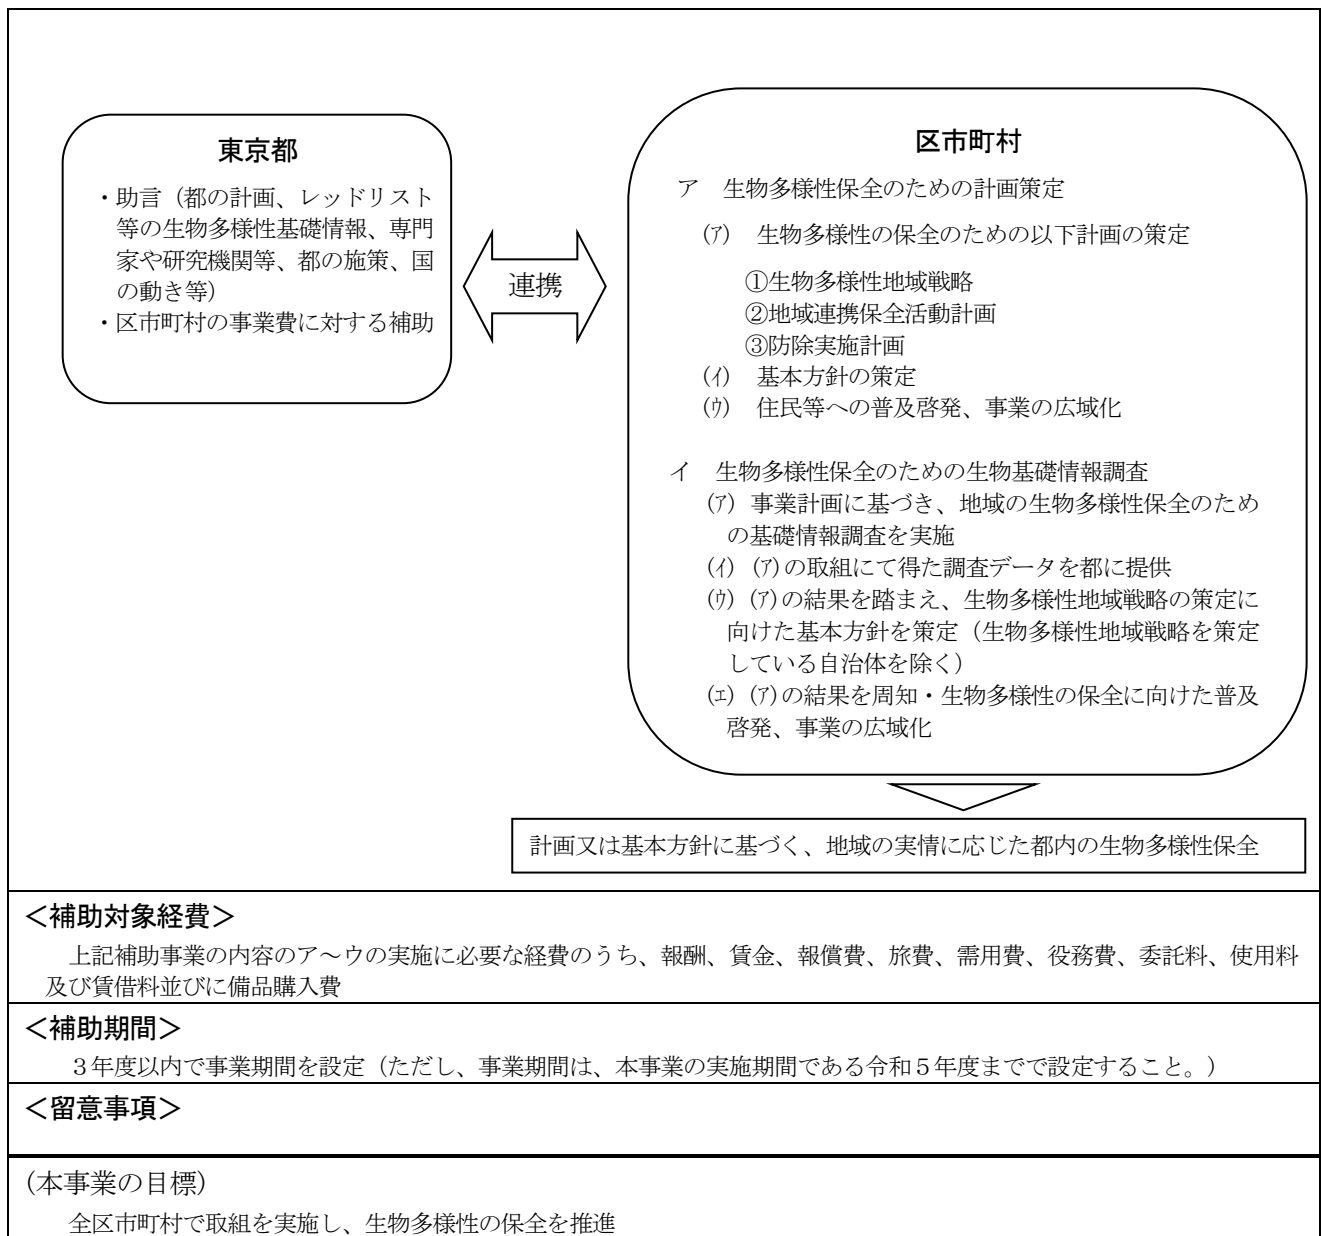 東京都
・助言（都の計画、レッドリスト
等の生物多様性基礎情報、専門
家や研究機関等、都の施策、国
の動き等）
・区市町村の事業費に対する補助
連携
区市町村
ア　生物多様性保全のための計画策定
(ｱ)　生物多様性の保全のための以下計画の策定
①生物多様性地域戦略
②地域連携保全活動計画
③防除実施計画
(ｲ)　基本方針の策定
(ｳ)　住民等への普及啓発、事業の広域化
イ　生物多様性保全のための生物基礎情報調査
(ｱ) 事業計画に基づき、地域の生物多様性保全のため
の基礎情報調査を実施
(ｲ) (ｱ)の取組にて得た調査データを都に提供
(ｳ) (ｱ)の結果を踏まえ、生物多様性地域戦略の策定に
向けた基本方針を策定（生物多様性地域戦略を策定
している自治体を除く）
(ｴ) (ｱ)の結果を周知・生物多様性の保全に向けた普及
啓発、事業の広域化
計画又は基本方針に基づく、地域の実情に応じた都内の生物多様性保全
＜補助対象経費＞
上記補助事業の内容のア～ウの実施に必要な経費のうち、報酬、賃金、報償費、旅費、需用費、役務費、委託料、使用料
及び賃借料並びに備品購入費
＜補助期間＞
３年度以内で事業期間を設定（ただし、事業期間は、本事業の実施期間である令和５年度までで設定すること。）
＜留意事項＞
(本事業の目標)
全区市町村で取組を実施し、生物多様性の保全を推進